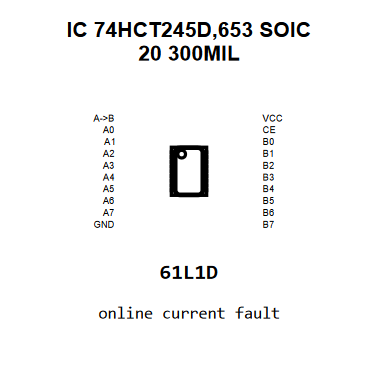 IC 74HCT245D,653 SOIC
20 300MIL
A->B VCC
A0 CE
A1 B0
A2 B1
A3 B2
A4 B3
A5 B4
A6 B5
A7 B6
GND B7
61L1D
online current fault